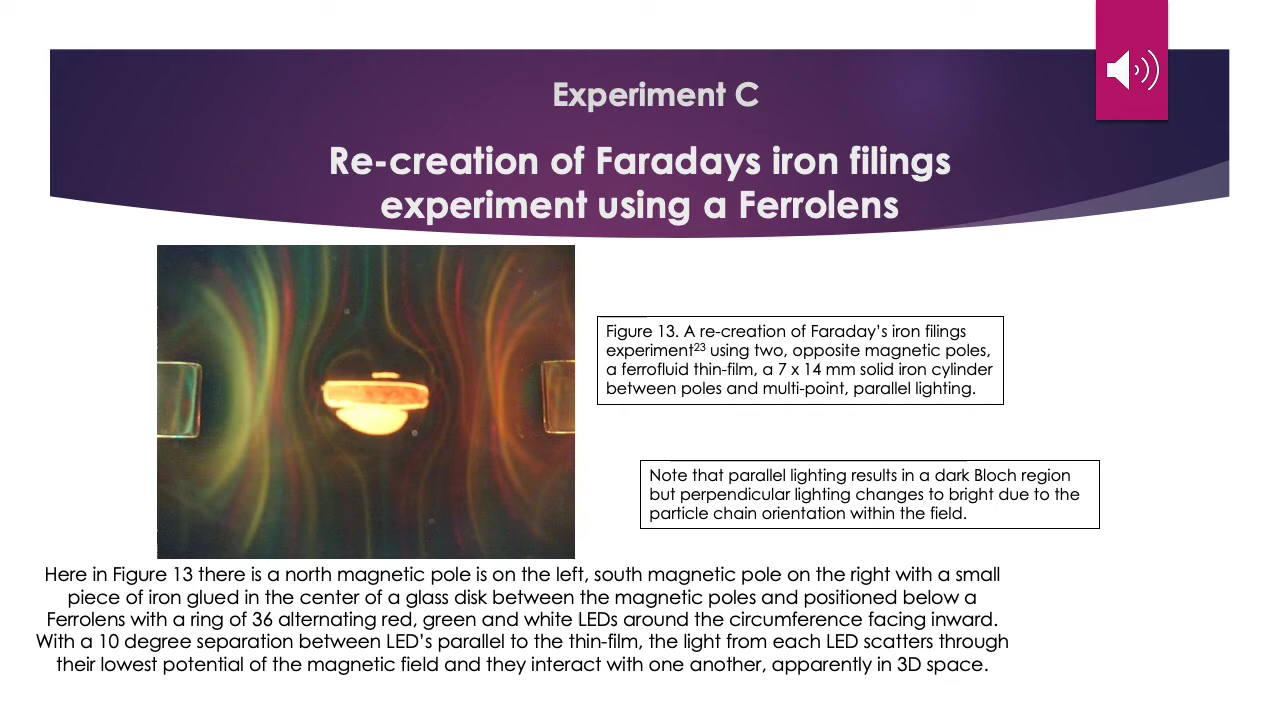 Experiment C
Re-creation of Faradays iron filings
experiment using a Ferrolens
Figure 13. A re-creation of Faraday's iron filings
experiment23 using two, opposite magnetic poles,
a ferrofluid thin-film, a 7 x 14 mm solid iron cylinder
between poles and multi-point, parallel lighting.
Note that parallel lighting results in a dark Bloch region
but perpendicular lighting changes to bright due to the
particle chain orientation within the field.
Here in Figure 13 there is a north magnetic pole is on the left, south magnetic pole on the right with a small
piece of iron glued in the center of a glass disk between the magnetic poles and positioned below a
Ferrolens with a ring of 36 alternating red, green and white LEDs around the circumference facing inward.
With a 10 degree separation between LED's parallel to the thin-film, the light from each LED scatters through
their lowest potential of the magnetic field and they interact with one another, apparently in 3D space.